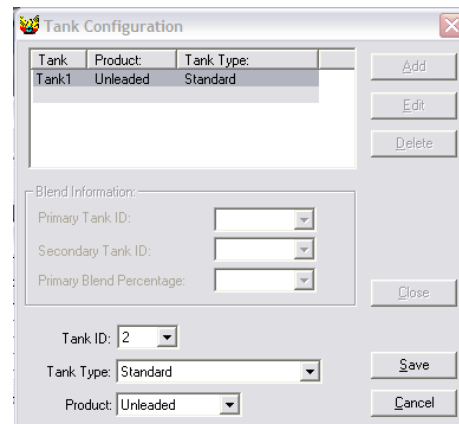 Tank Configuration
Tank Product: Tank Type:
Tank1 Unleaded Standard
Add
Edit
Delete
Blend Information:
Primary Tank ID:
Secondary Tank ID:
Primary Blend Percentage:
Close
Tank ID: 2
Tank Type: Standard
Save
Product: Unleaded
Cancel